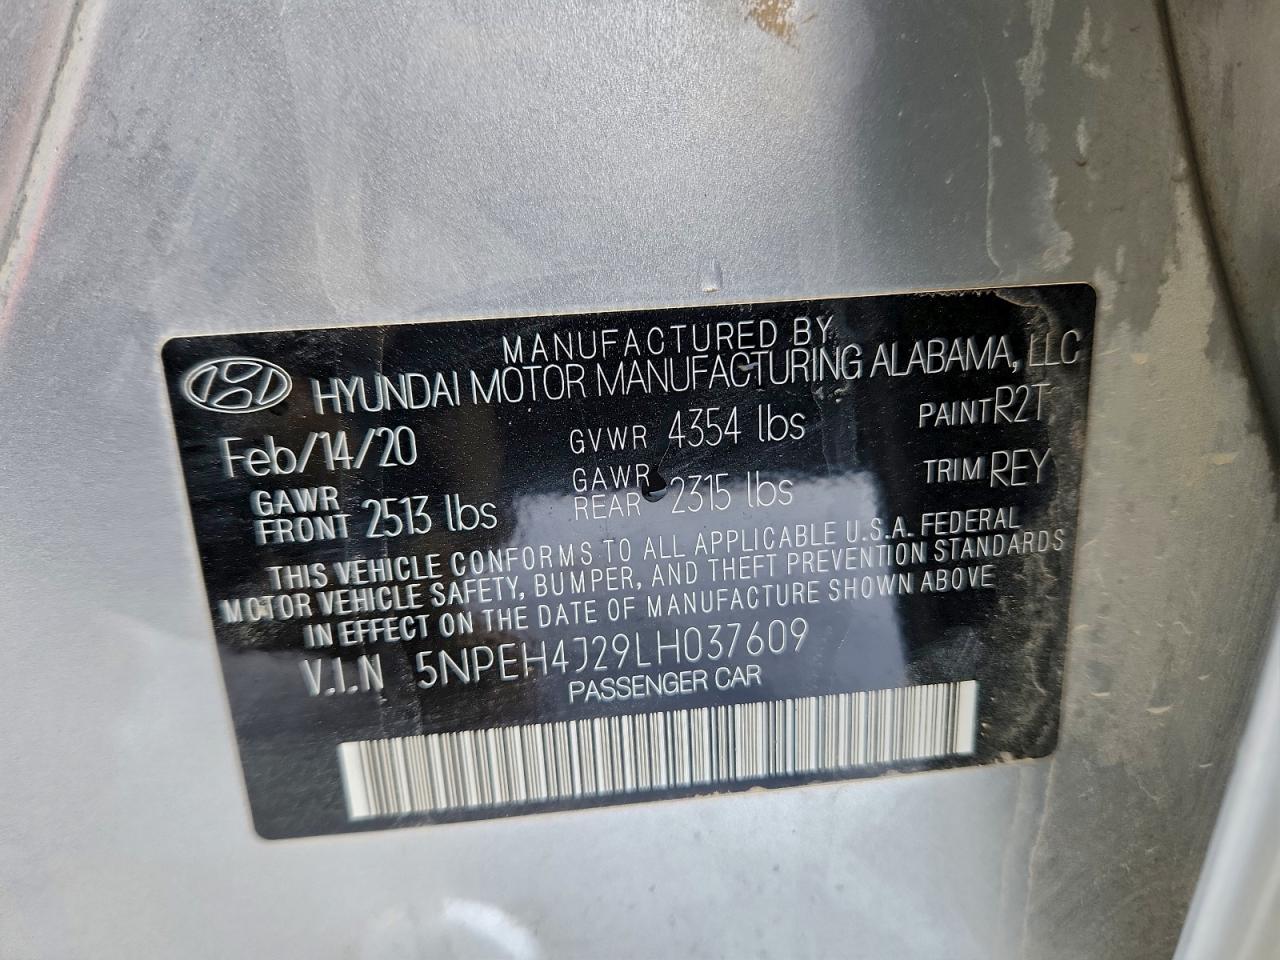 MANUFACTURED BY
HYUNDAI MOTOR MANUFACTURING ALABAMA, LLC
Feb/14/20 GVWR 4354 lbs PAINT R2T
GAWR FRONT 2513 lbs GAWR REAR 2315 lbs TRIM REY
THIS VEHICLE CONFORMS TO ALL APPLICABLE U.S.A. FEDERAL
MOTOR VEHICLE SAFETY, BUMPER, AND THEFT PREVENTION STANDARDS
IN EFFECT ON THE DATE OF MANUFACTURE SHOWN ABOVE
V.I.N 5NPEH4J29LH037609
PASSENGER CAR